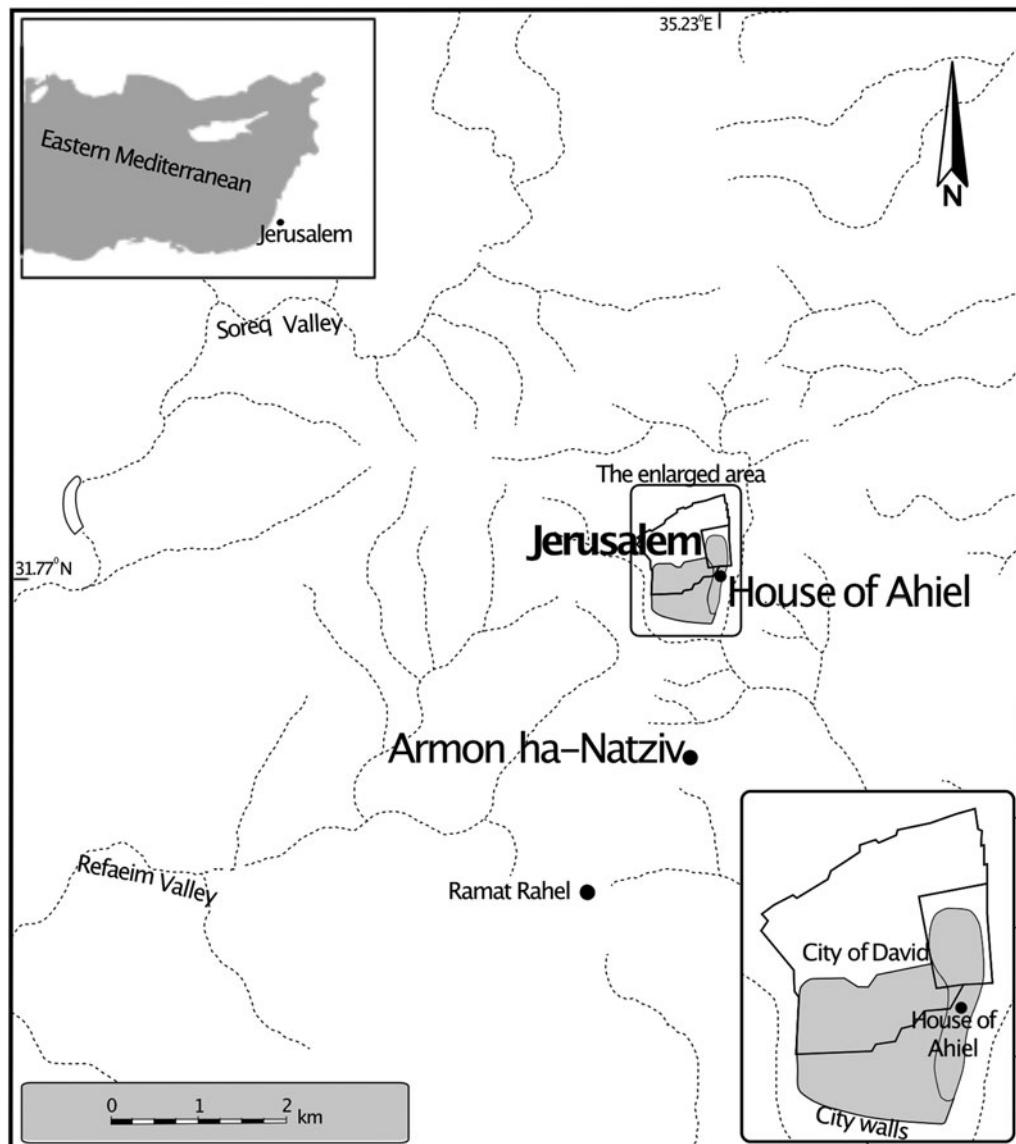 35.23°E
Eastern Mediterranean
Jerusalem
N
Soreq Valley
The enlarged area
Jerusalem
31.77°N
House of Ahiel
Armon ha-Natziv
Refaeim Valley
Ramat Rahel
City of David
House of
Ahiel
City walls
0 1 2
km